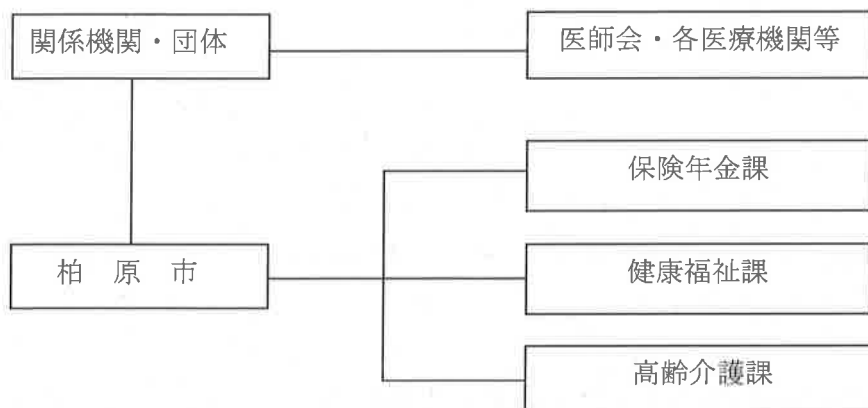 関係機関・団体
医師会・各医療機関等
保険年金課
柏原市
健康福祉課
高齢介護課